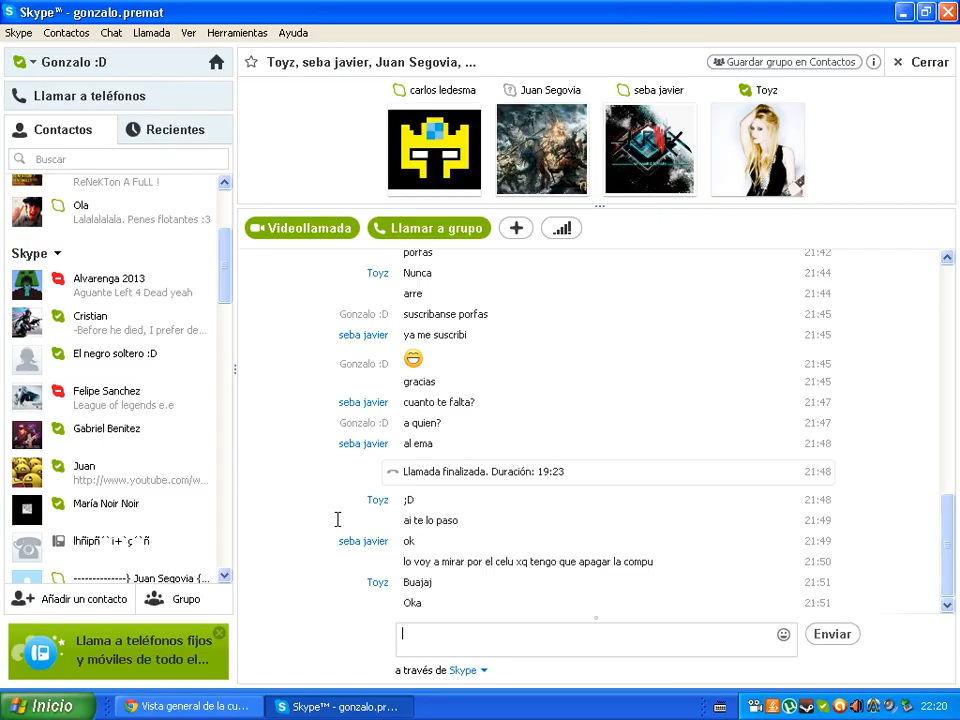 Skype™ - gonzalo.premat
Skype Contactos Chat Llamada Ver Herramientas Ayuda
Gonzalo :D
Llamar a teléfonos
Contactos
Recientes
Buscar
ReNeKTon A FuLL !
Ola
Lalalalalala. Penes flotantes :3
Skype
Alvarenga 2013
Aguante Left 4 Dead yeah
Cristian
-Before he died, I prefer de...
El negro soltero :D
Felipe Sanchez
League of legends e.e
Gabriel Benitez
Juan
http://www.youtube.com/w...
María Noir Noir
lhñipñ´`i+`ç´`ñ
-------------} Juan Segovia {...
Añadir un contacto
Grupo
Llama a teléfonos fijos
y móviles de todo el...
Toyz, seba javier, Juan Segovia, ...
Guardar grupo en Contactos
Cerrar
carlos ledesma
Juan Segovia
seba javier
Toyz
Videollamada
Llamar a grupo
porfas 21:42
Toyz Nunca 21:44
arre 21:44
Gonzalo :D suscribanse porfas 21:45
seba javier ya me suscribi 21:45
Gonzalo :D 21:45
gracias 21:45
seba javier cuanto te falta? 21:47
Gonzalo :D a quien? 21:47
seba javier al ema 21:48
Llamada finalizada. Duración: 19:23 21:48
Toyz ;D 21:48
ai te lo paso 21:49
seba javier ok 21:49
lo voy a mirar por el celu xq tengo que apagar la compu 21:50
Toyz Buajaj 21:51
Oka 21:51
Enviar
a través de Skype
Inicio
Vista general de la cu...
Skype™ - gonzalo.pr...
22:20